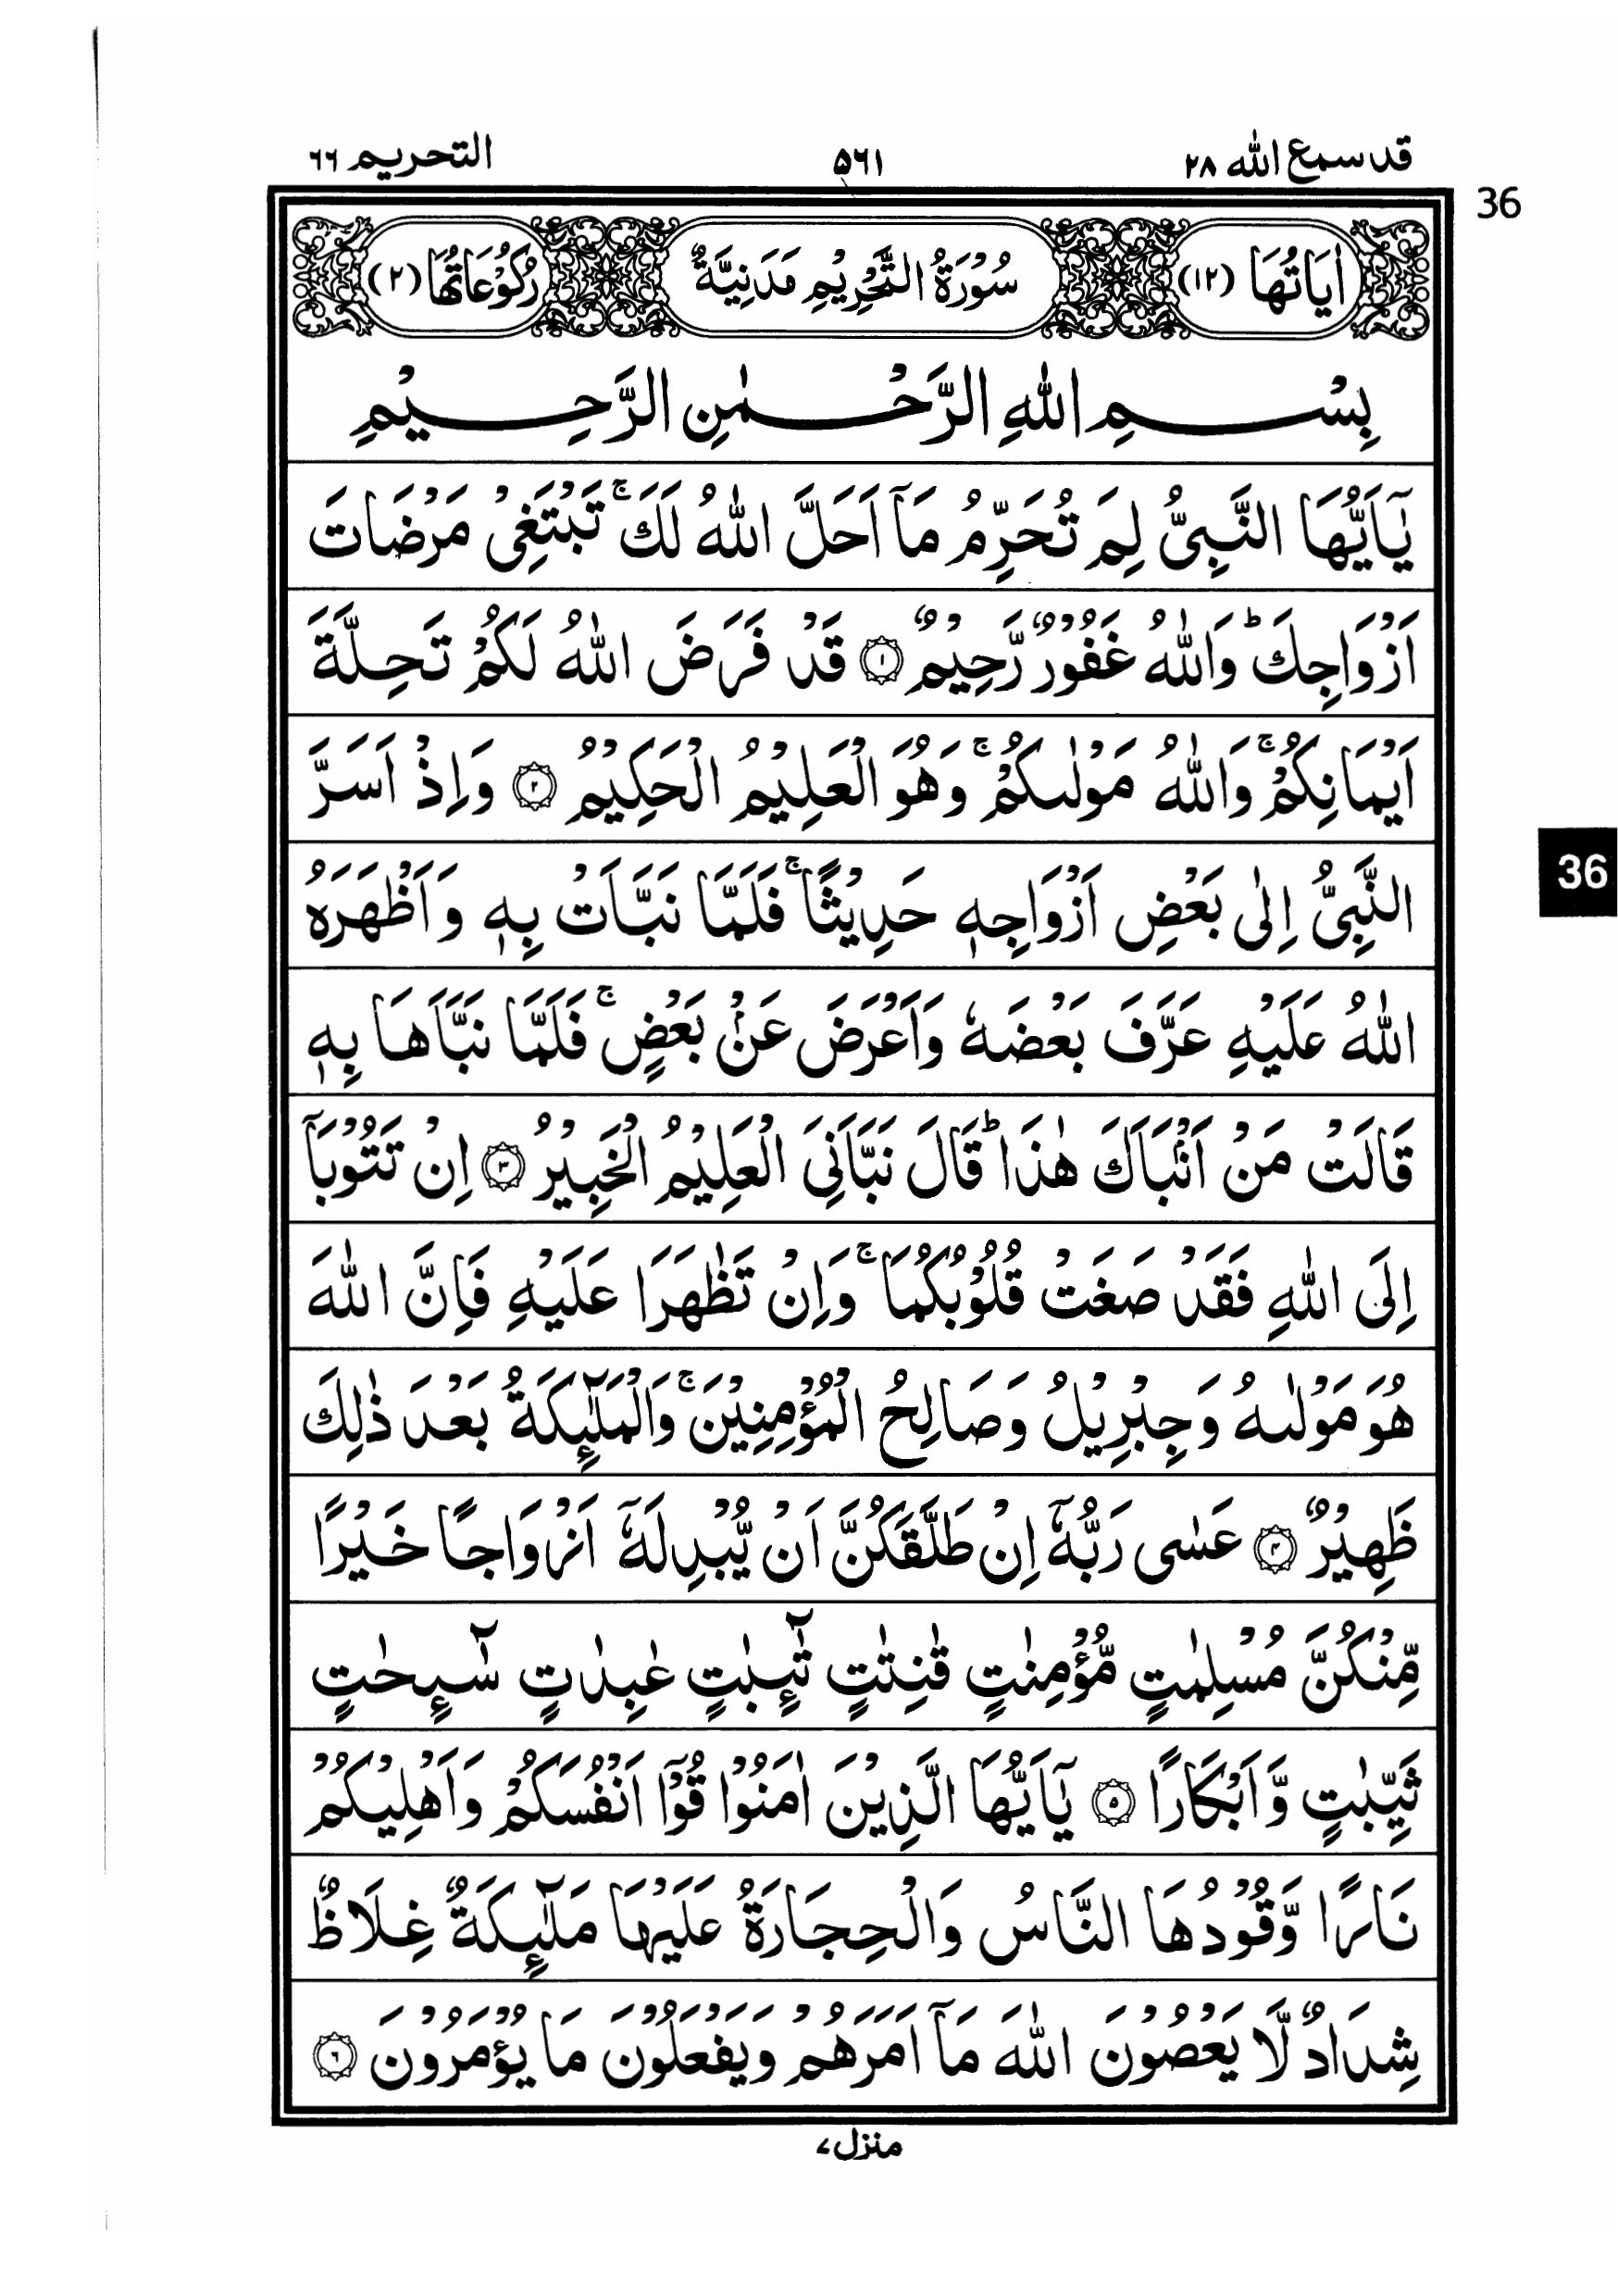 قد سمع الله ٢٨
٥٦١
التحريم ٦٦
36
اٰيَاتُهَا (١٢)
سُوْرَةُ التَّحْرِيْمِ مَدَنِيَّةٌ
رُكُوْعَاتُهَا (٢)
بِسْمِ اللّٰهِ الرَّحْمٰنِ الرَّحِيْمِ
يٰۤاَيُّهَا النَّبِىُّ لِمَ تُحَرِّمُ مَاۤ اَحَلَّ اللّٰهُ لَكَ ۚ تَبْتَغِىْ مَرْضَاتَ
اَزْوَاجِكَ ؕ وَاللّٰهُ غَفُوْرٌ رَّحِيْمٌ ۝١ قَدْ فَرَضَ اللّٰهُ لَكُمْ تَحِلَّةَ
اَيْمَانِكُمْ ۚ وَاللّٰهُ مَوْلٰىكُمْ ۚ وَهُوَ الْعَلِيْمُ الْحَكِيْمُ ۝٢ وَاِذْ اَسَرَّ
النَّبِىُّ اِلٰى بَعْضِ اَزْوَاجِهٖ حَدِيْثًا ۚ فَلَمَّا نَبَّاَتْ بِهٖ وَاَظْهَرَهُ
اللّٰهُ عَلَيْهِ عَرَّفَ بَعْضَهٗ وَاَعْرَضَ عَنْۢ بَعْضٍ ۚ فَلَمَّا نَبَّاَهَا بِهٖ
قَالَتْ مَنْ اَنْۢبَاَكَ هٰذَا ؕ قَالَ نَبَّاَنِىَ الْعَلِيْمُ الْخَبِيْرُ ۝٣ اِنْ تَتُوْبَاۤ
اِلَى اللّٰهِ فَقَدْ صَغَتْ قُلُوْبُكُمَا ۚ وَاِنْ تَظٰهَرَا عَلَيْهِ فَاِنَّ اللّٰهَ
هُوَ مَوْلٰىهُ وَجِبْرِيْلُ وَصَالِحُ الْمُؤْمِنِيْنَ ۚ وَالْمَلٰٓئِكَةُ بَعْدَ ذٰلِكَ
ظَهِيْرٌ ۝٤ عَسٰى رَبُّهٗۤ اِنْ طَلَّقَكُنَّ اَنْ يُّبْدِلَهٗۤ اَزْوَاجًا خَيْرًا
مِّنْكُنَّ مُسْلِمٰتٍ مُّؤْمِنٰتٍ قٰنِتٰتٍ تٰٓئِبٰتٍ عٰبِدٰتٍ سٰٓئِحٰتٍ
ثَيِّبٰتٍ وَّاَبْكَارًا ۝٥ يٰۤاَيُّهَا الَّذِيْنَ اٰمَنُوْا قُوْۤا اَنْفُسَكُمْ وَاَهْلِيْكُمْ
نَارًا وَّقُوْدُهَا النَّاسُ وَالْحِجَارَةُ عَلَيْهَا مَلٰٓئِكَةٌ غِلَاظٌ
شِدَادٌ لَّا يَعْصُوْنَ اللّٰهَ مَاۤ اَمَرَهُمْ وَيَفْعَلُوْنَ مَا يُؤْمَرُوْنَ ۝٦
منزل ٧
36